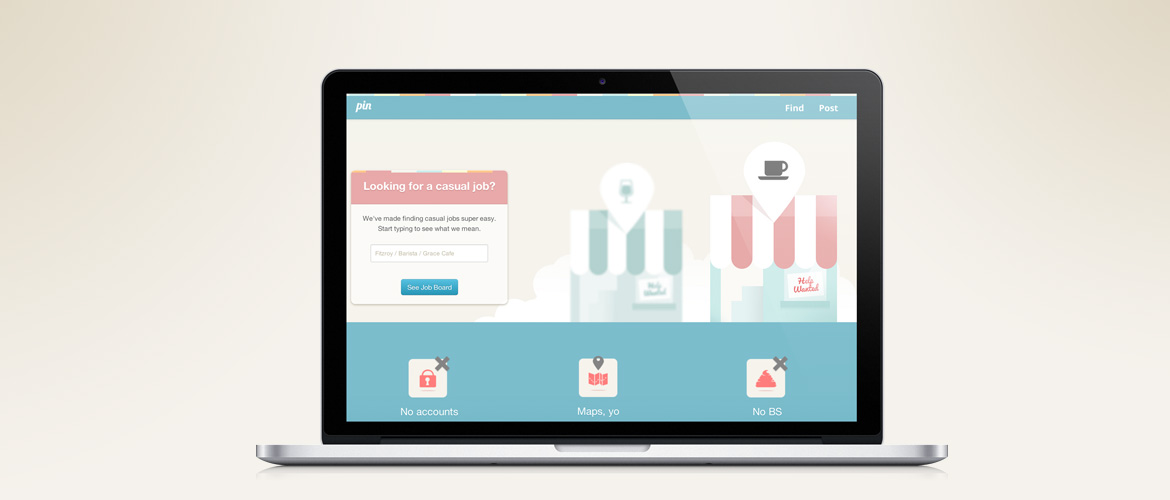 pin
Find Post
Looking for a casual job?
We've made finding casual jobs super easy.
Start typing to see what we mean.
Fitzroy / Barista / Grace Cafe
See Job Board
Help
Wanted
Help
Wanted
No accounts
Maps, yo
No BS